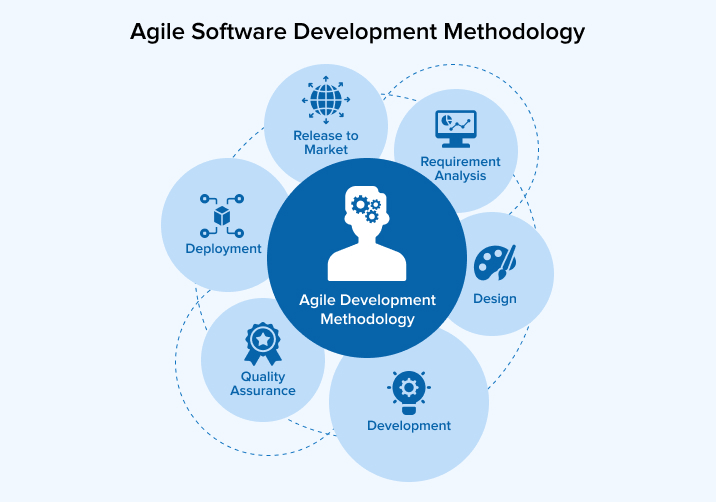 Agile Software Development Methodology
Release to
Market
Requirement
Analysis
Deployment
Design
Agile Development
Methodology
Quality
Assurance
Development